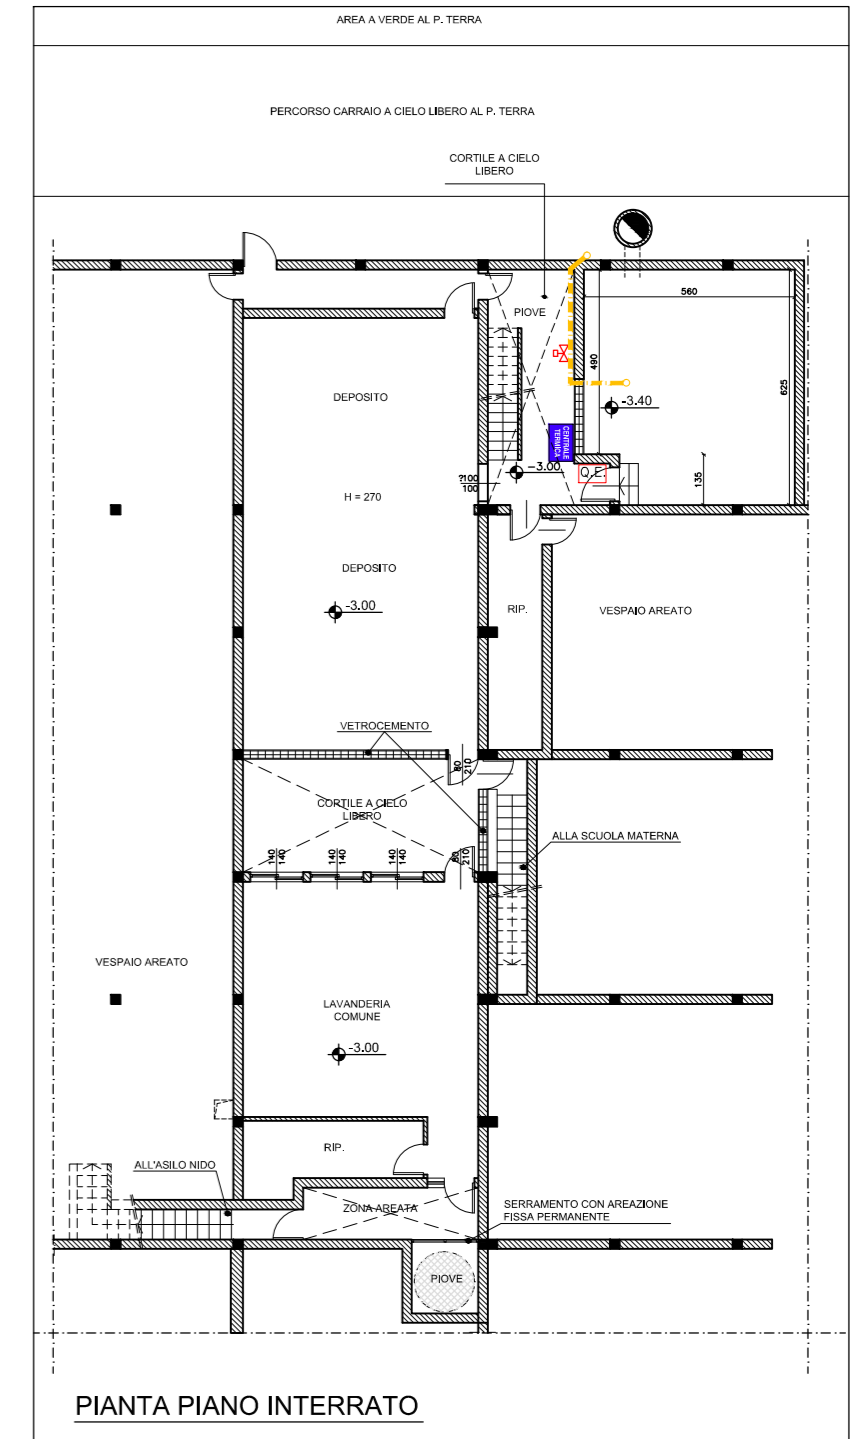 AREA A VERDE AL P. TERRA
PERCORSO CARRAIO A CIELO LIBERO AL P. TERRA
CORTILE A CIELO
LIBERO
PIOVE
560
490
625
-3.40
DEPOSITO
CENTRALE
TERMICA
-3.00
Q.E.
135
?100
100
H = 270
DEPOSITO
-3.00
RIP.
VESPAIO AREATO
VETROCEMENTO
80
210
CORTILE A CIELO
LIBERO
ALLA SCUOLA MATERNA
140
140
140
140
140
140
80
210
VESPAIO AREATO
LAVANDERIA
COMUNE
-3.00
RIP.
ALL'ASILO NIDO
ZONA AREATA
SERRAMENTO CON AREAZIONE
FISSA PERMANENTE
PIOVE
PIANTA PIANO INTERRATO